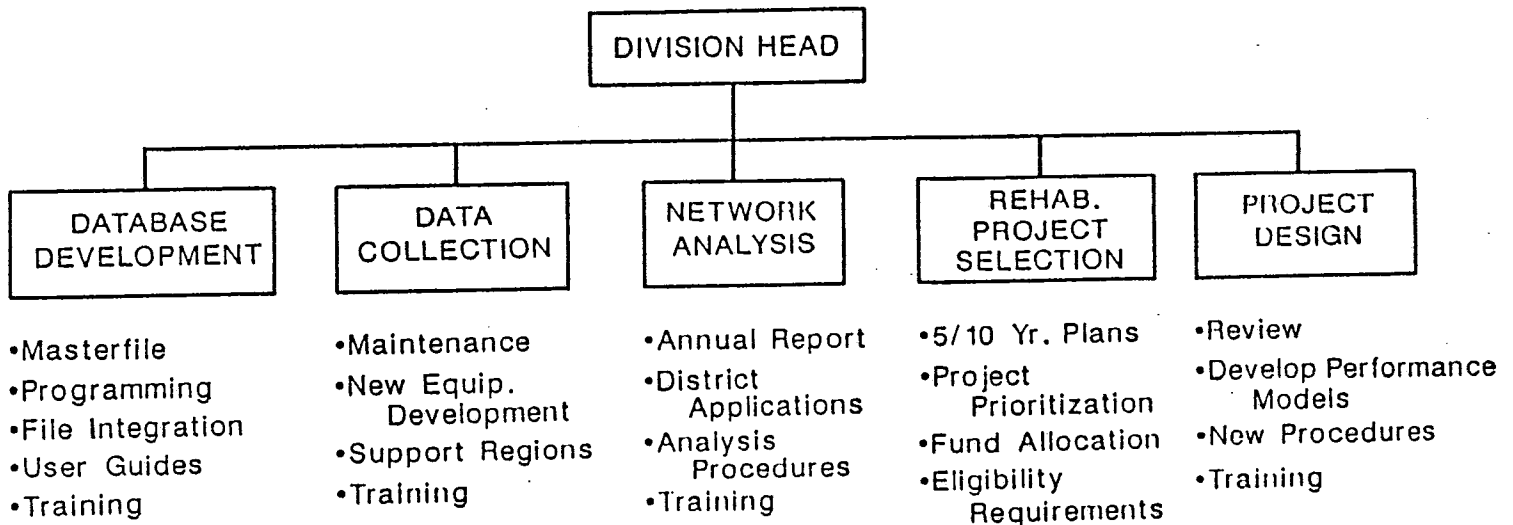 DIVISION HEAD
DATABASE
DEVELOPMENT
•Masterfile
•Programming
•File Integration
•User Guides
•Training
DATA
COLLECTION
•Maintenance
•New Equip.
Development
•Support Regions
•Training
NETWORK
ANALYSIS
•Annual Report
•District
Applications
•Analysis
Procedures
•Training
REHAB.
PROJECT
SELECTION
•5/10 Yr. Plans
•Project
Prioritization
•Fund Allocation
•Eligibility
Requirements
PROJECT
DESIGN
•Review
•Develop Performance
Models
•New Procedures
•Training